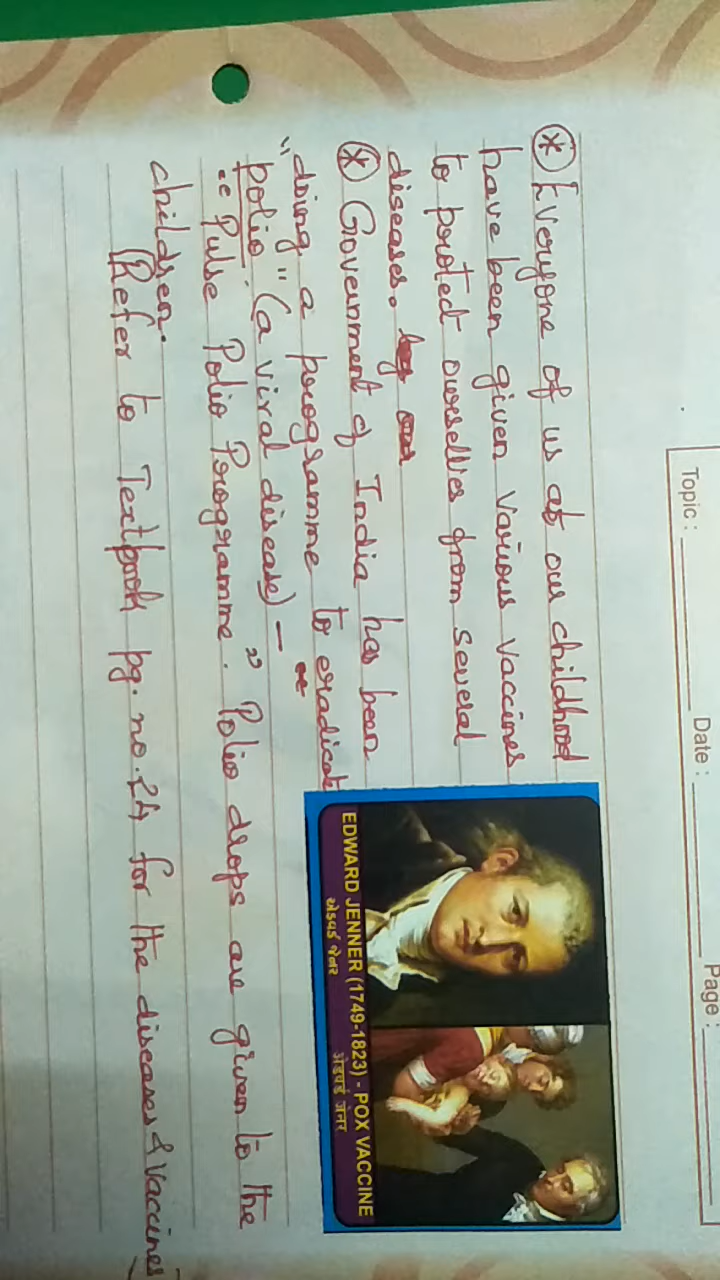 Topic : Date : Page :
* Everyone of us at our childhood
have been given various vaccines
to protect ourselves from several
diseases.
* Government of India has been
"doing" a programme to eradicate
polio. (a viral disease) —
"Pulse Polio Programme." Polio drops are given to the
children.
(Refer to Textbook pg. no. 24 for the diseases & vaccines)
EDWARD JENNER (1749-1823) - POX VACCINE
એડવર્ડ જેનર एडवर्ड जेनर